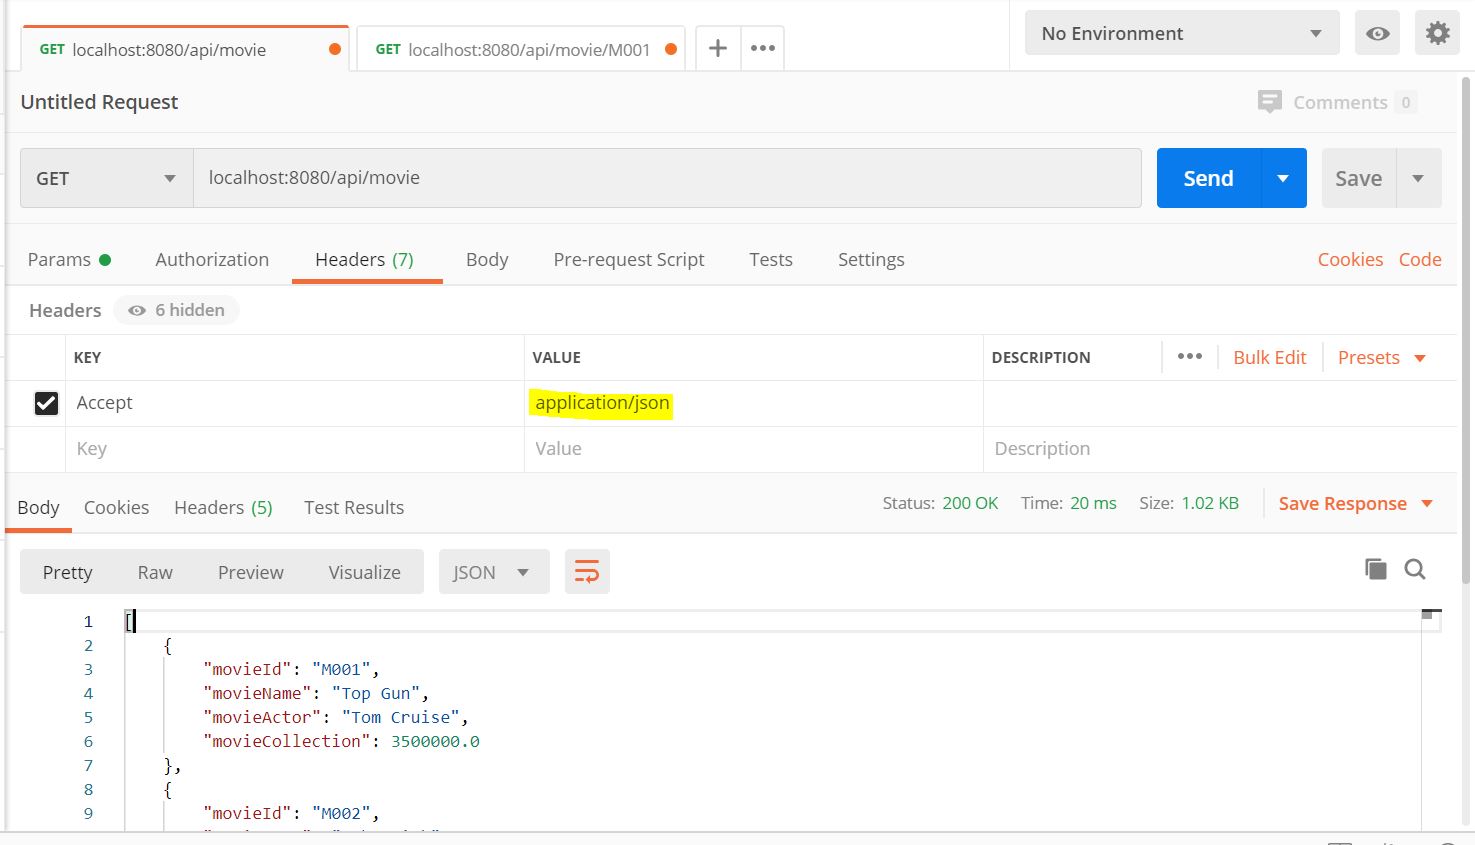 GET localhost:8080/api/movie GET localhost:8080/api/movie/M001 + ••• No Environment
Untitled Request Comments 0
GET localhost:8080/api/movie Send Save
Params Authorization Headers (7) Body Pre-request Script Tests Settings Cookies Code
Headers 6 hidden
KEY VALUE DESCRIPTION ••• Bulk Edit Presets
Accept application/json
Key Value Description
Body Cookies Headers (5) Test Results Status: 200 OK Time: 20 ms Size: 1.02 KB Save Response
Pretty Raw Preview Visualize JSON
1 [
2 {
3 "movieId": "M001",
4 "movieName": "Top Gun",
5 "movieActor": "Tom Cruise",
6 "movieCollection": 3500000.0
7 },
8 {
9 "movieId": "M002",